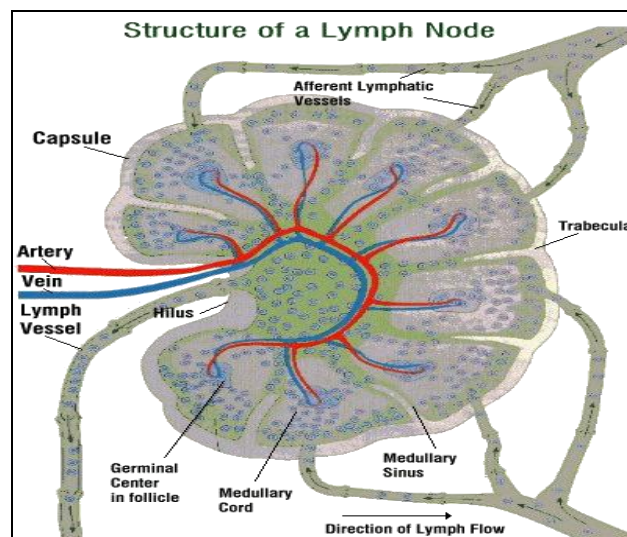 Structure of a Lymph Node
Afferent Lymphatic
Vessels
Capsule
Trabecula
Artery
Vein
Lymph
Vessel
Hilus
Germinal
Center
in follicle
Medullary
Cord
Medullary
Sinus
Direction of Lymph Flow